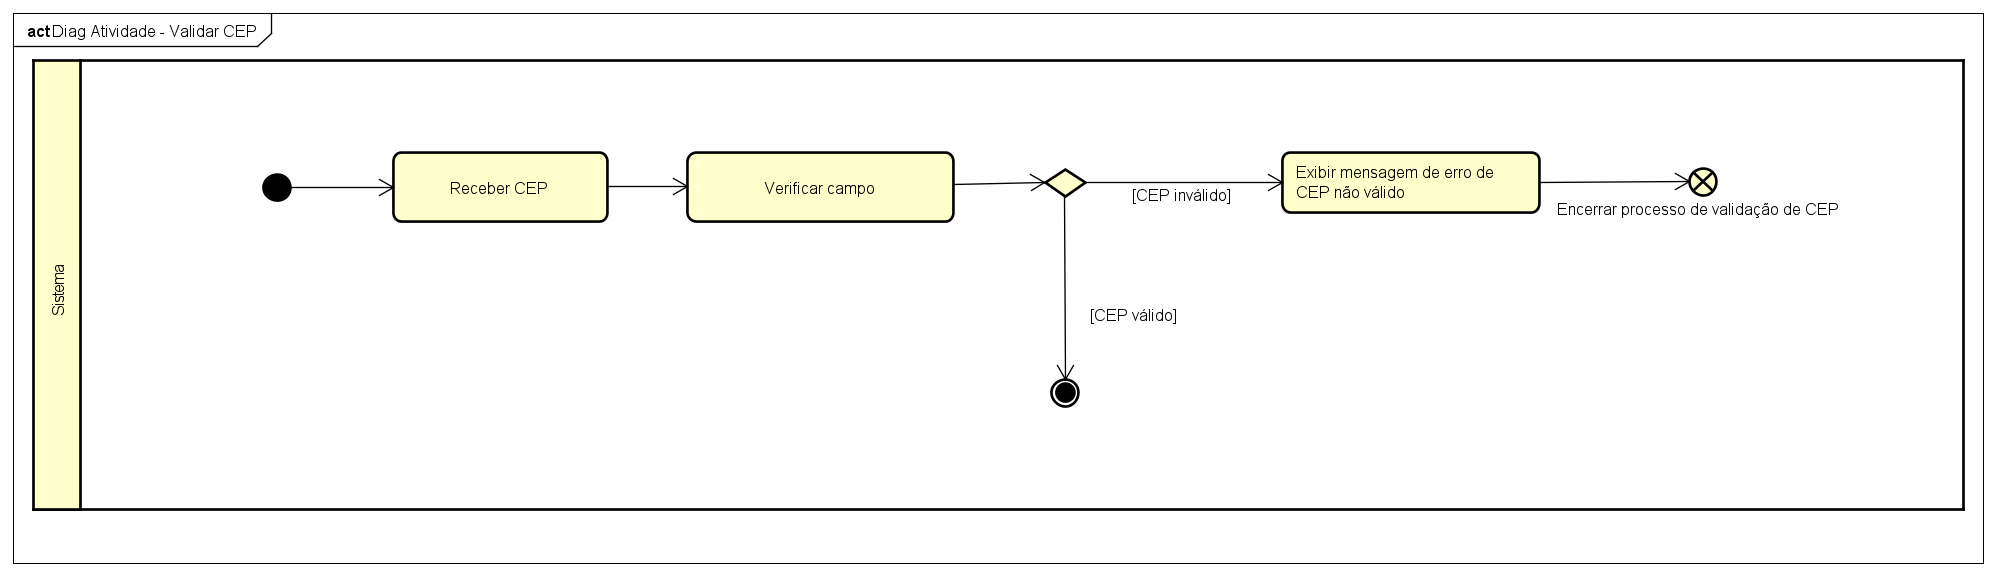 act Diag Atividade - Validar CEP
Sistema
Receber CEP
Verificar campo
[CEP inválido]
Exibir mensagem de erro de
CEP não válido
Encerrar processo de validação de CEP
[CEP válido]